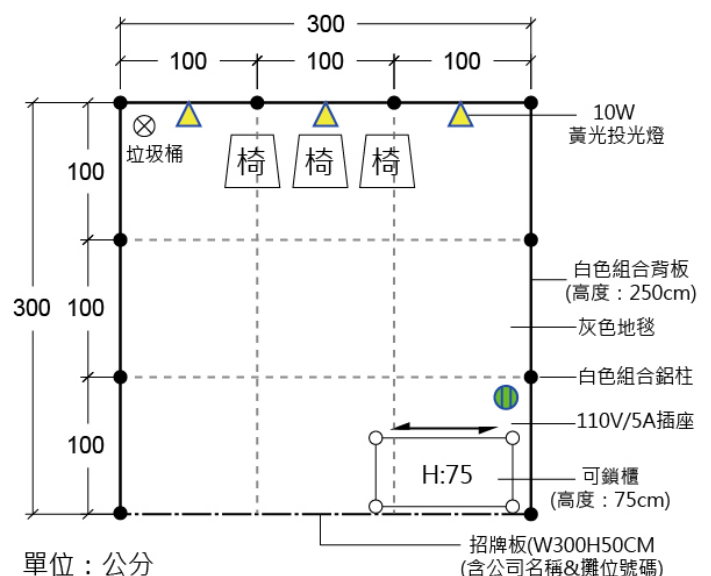 300
100
100
100
10W
黃光投光燈
垃圾桶
椅
椅
椅
100
白色組合背板
(高度：250cm)
300
100
灰色地毯
白色組合鋁柱
110V/5A插座
100
H:75
可鎖櫃
(高度：75cm)
招牌板(W300H50CM
(含公司名稱&攤位號碼)
單位：公分